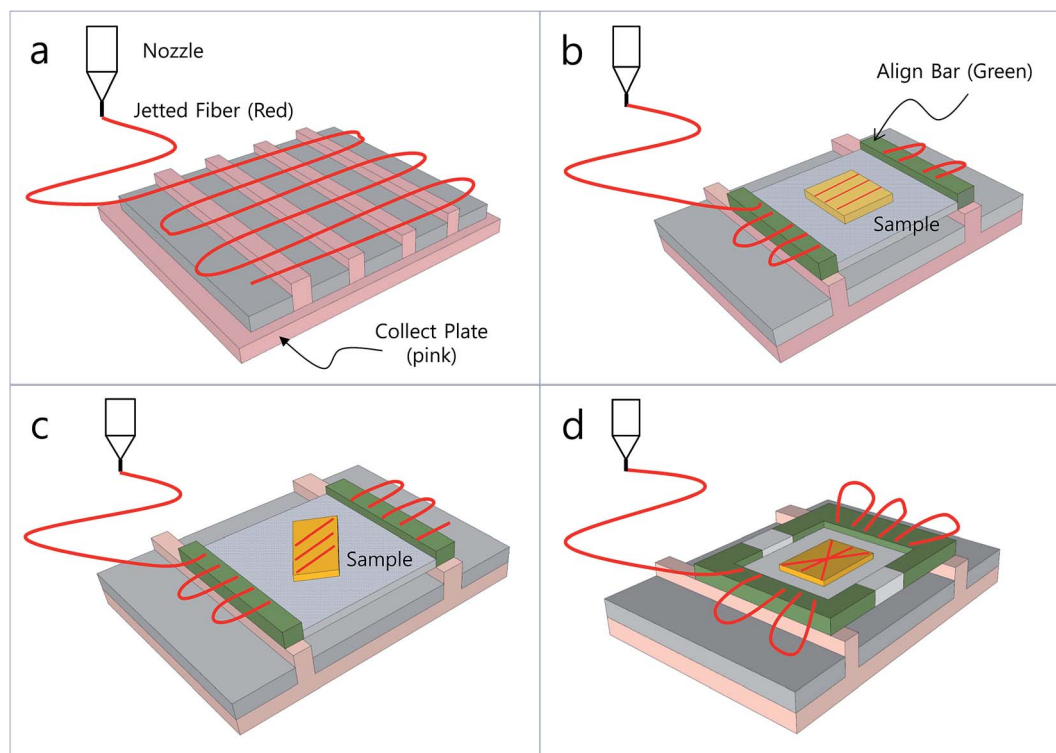 a
Nozzle
Jetted Fiber (Red)
Collect Plate
(pink)
b
Align Bar (Green)
Sample
c
Sample
d